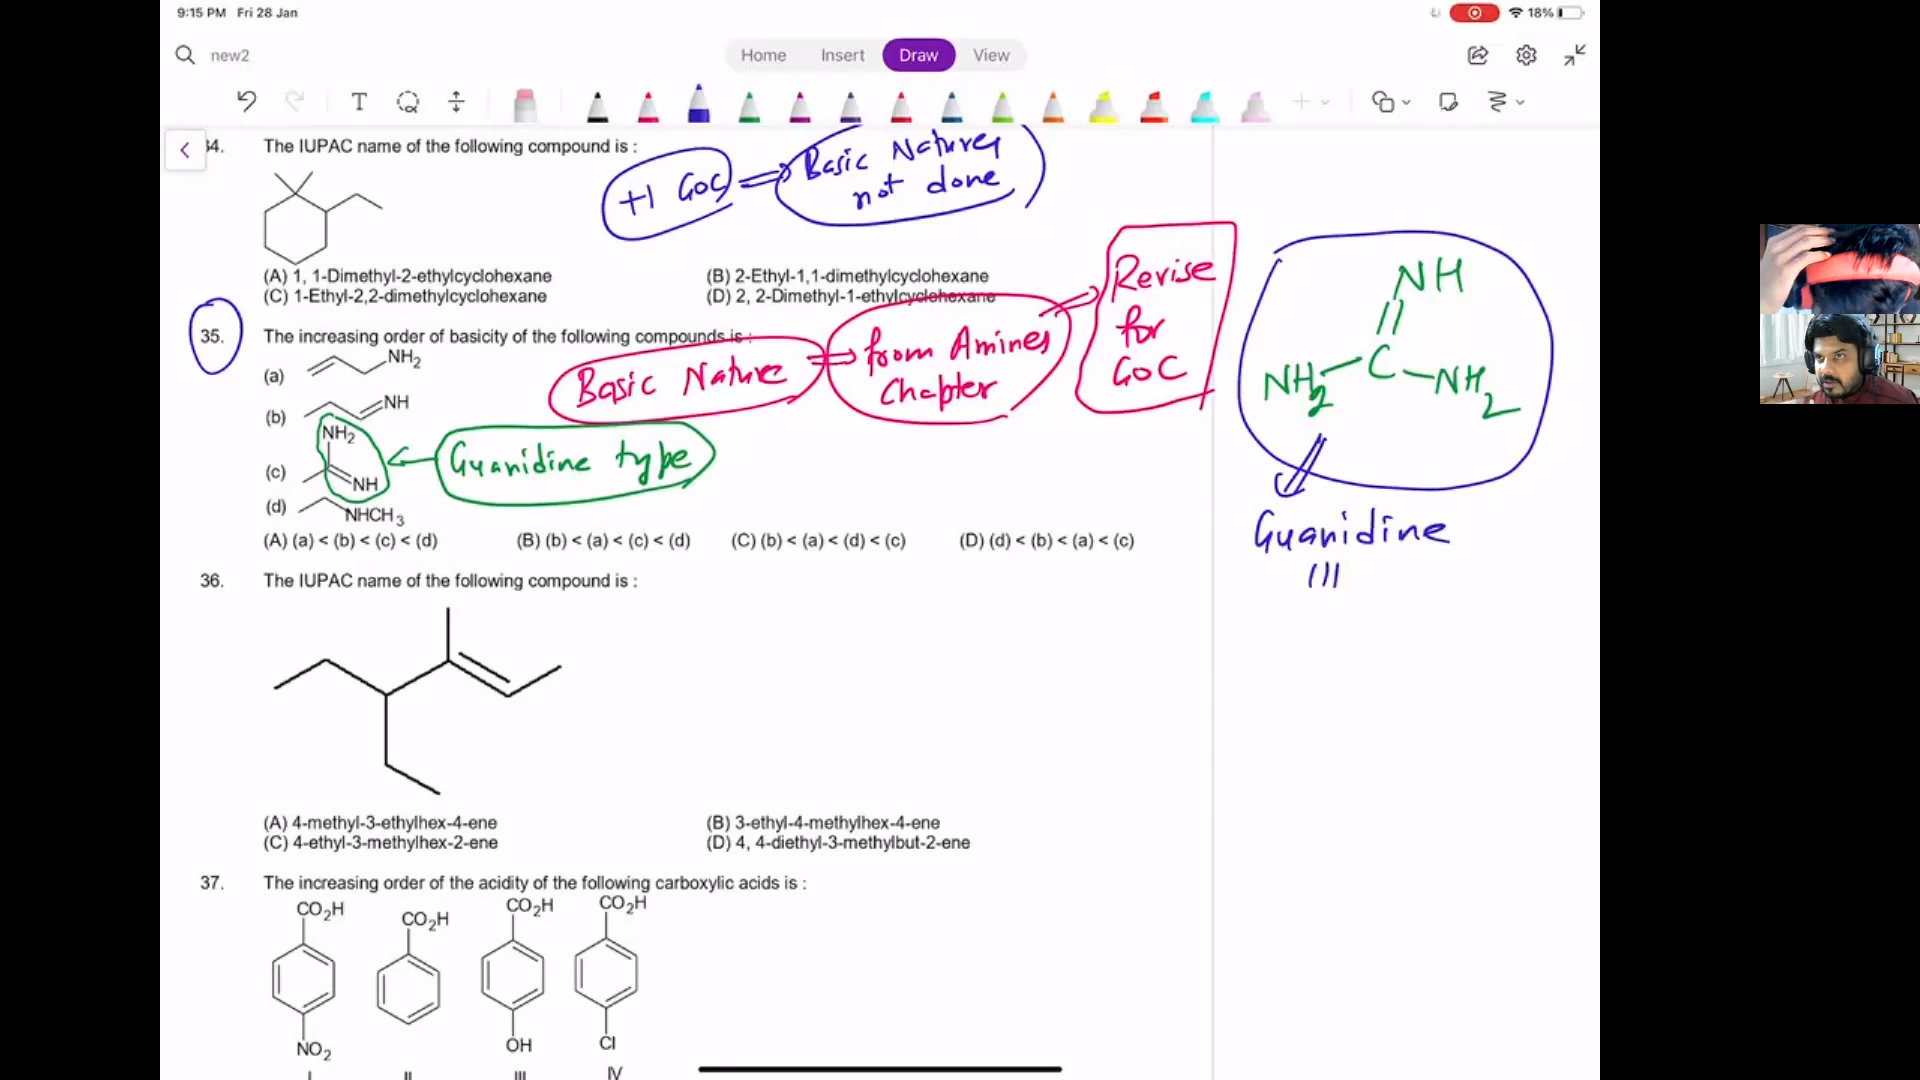 9:15 PM Fri 28 Jan
18%
new2
Home Insert Draw View
34. The IUPAC name of the following compound is :
+1 GOC ⇒ Basic Natures
not done
(A) 1, 1-Dimethyl-2-ethylcyclohexane (B) 2-Ethyl-1,1-dimethylcyclohexane
(C) 1-Ethyl-2,2-dimethylcyclohexane (D) 2, 2-Dimethyl-1-ethylcyclohexane
35. The increasing order of basicity of the following compounds is :
(a) NH2
(b) NH
(c) NH2
NH
(d) NHCH3
Basic Nature ⇒ from Amines
Chapter
Revise
for
GOC
Guanidine type
NH
C
NH2 NH2
Guanidine
(A) (a) < (b) < (c) < (d) (B) (b) < (a) < (c) < (d) (C) (b) < (a) < (d) < (c) (D) (d) < (b) < (a) < (c)
36. The IUPAC name of the following compound is :
(A) 4-methyl-3-ethylhex-4-ene (B) 3-ethyl-4-methylhex-4-ene
(C) 4-ethyl-3-methylhex-2-ene (D) 4, 4-diethyl-3-methylbut-2-ene
37. The increasing order of the acidity of the following carboxylic acids is :
CO2H CO2H CO2H CO2H
NO2 OH Cl
I II III IV